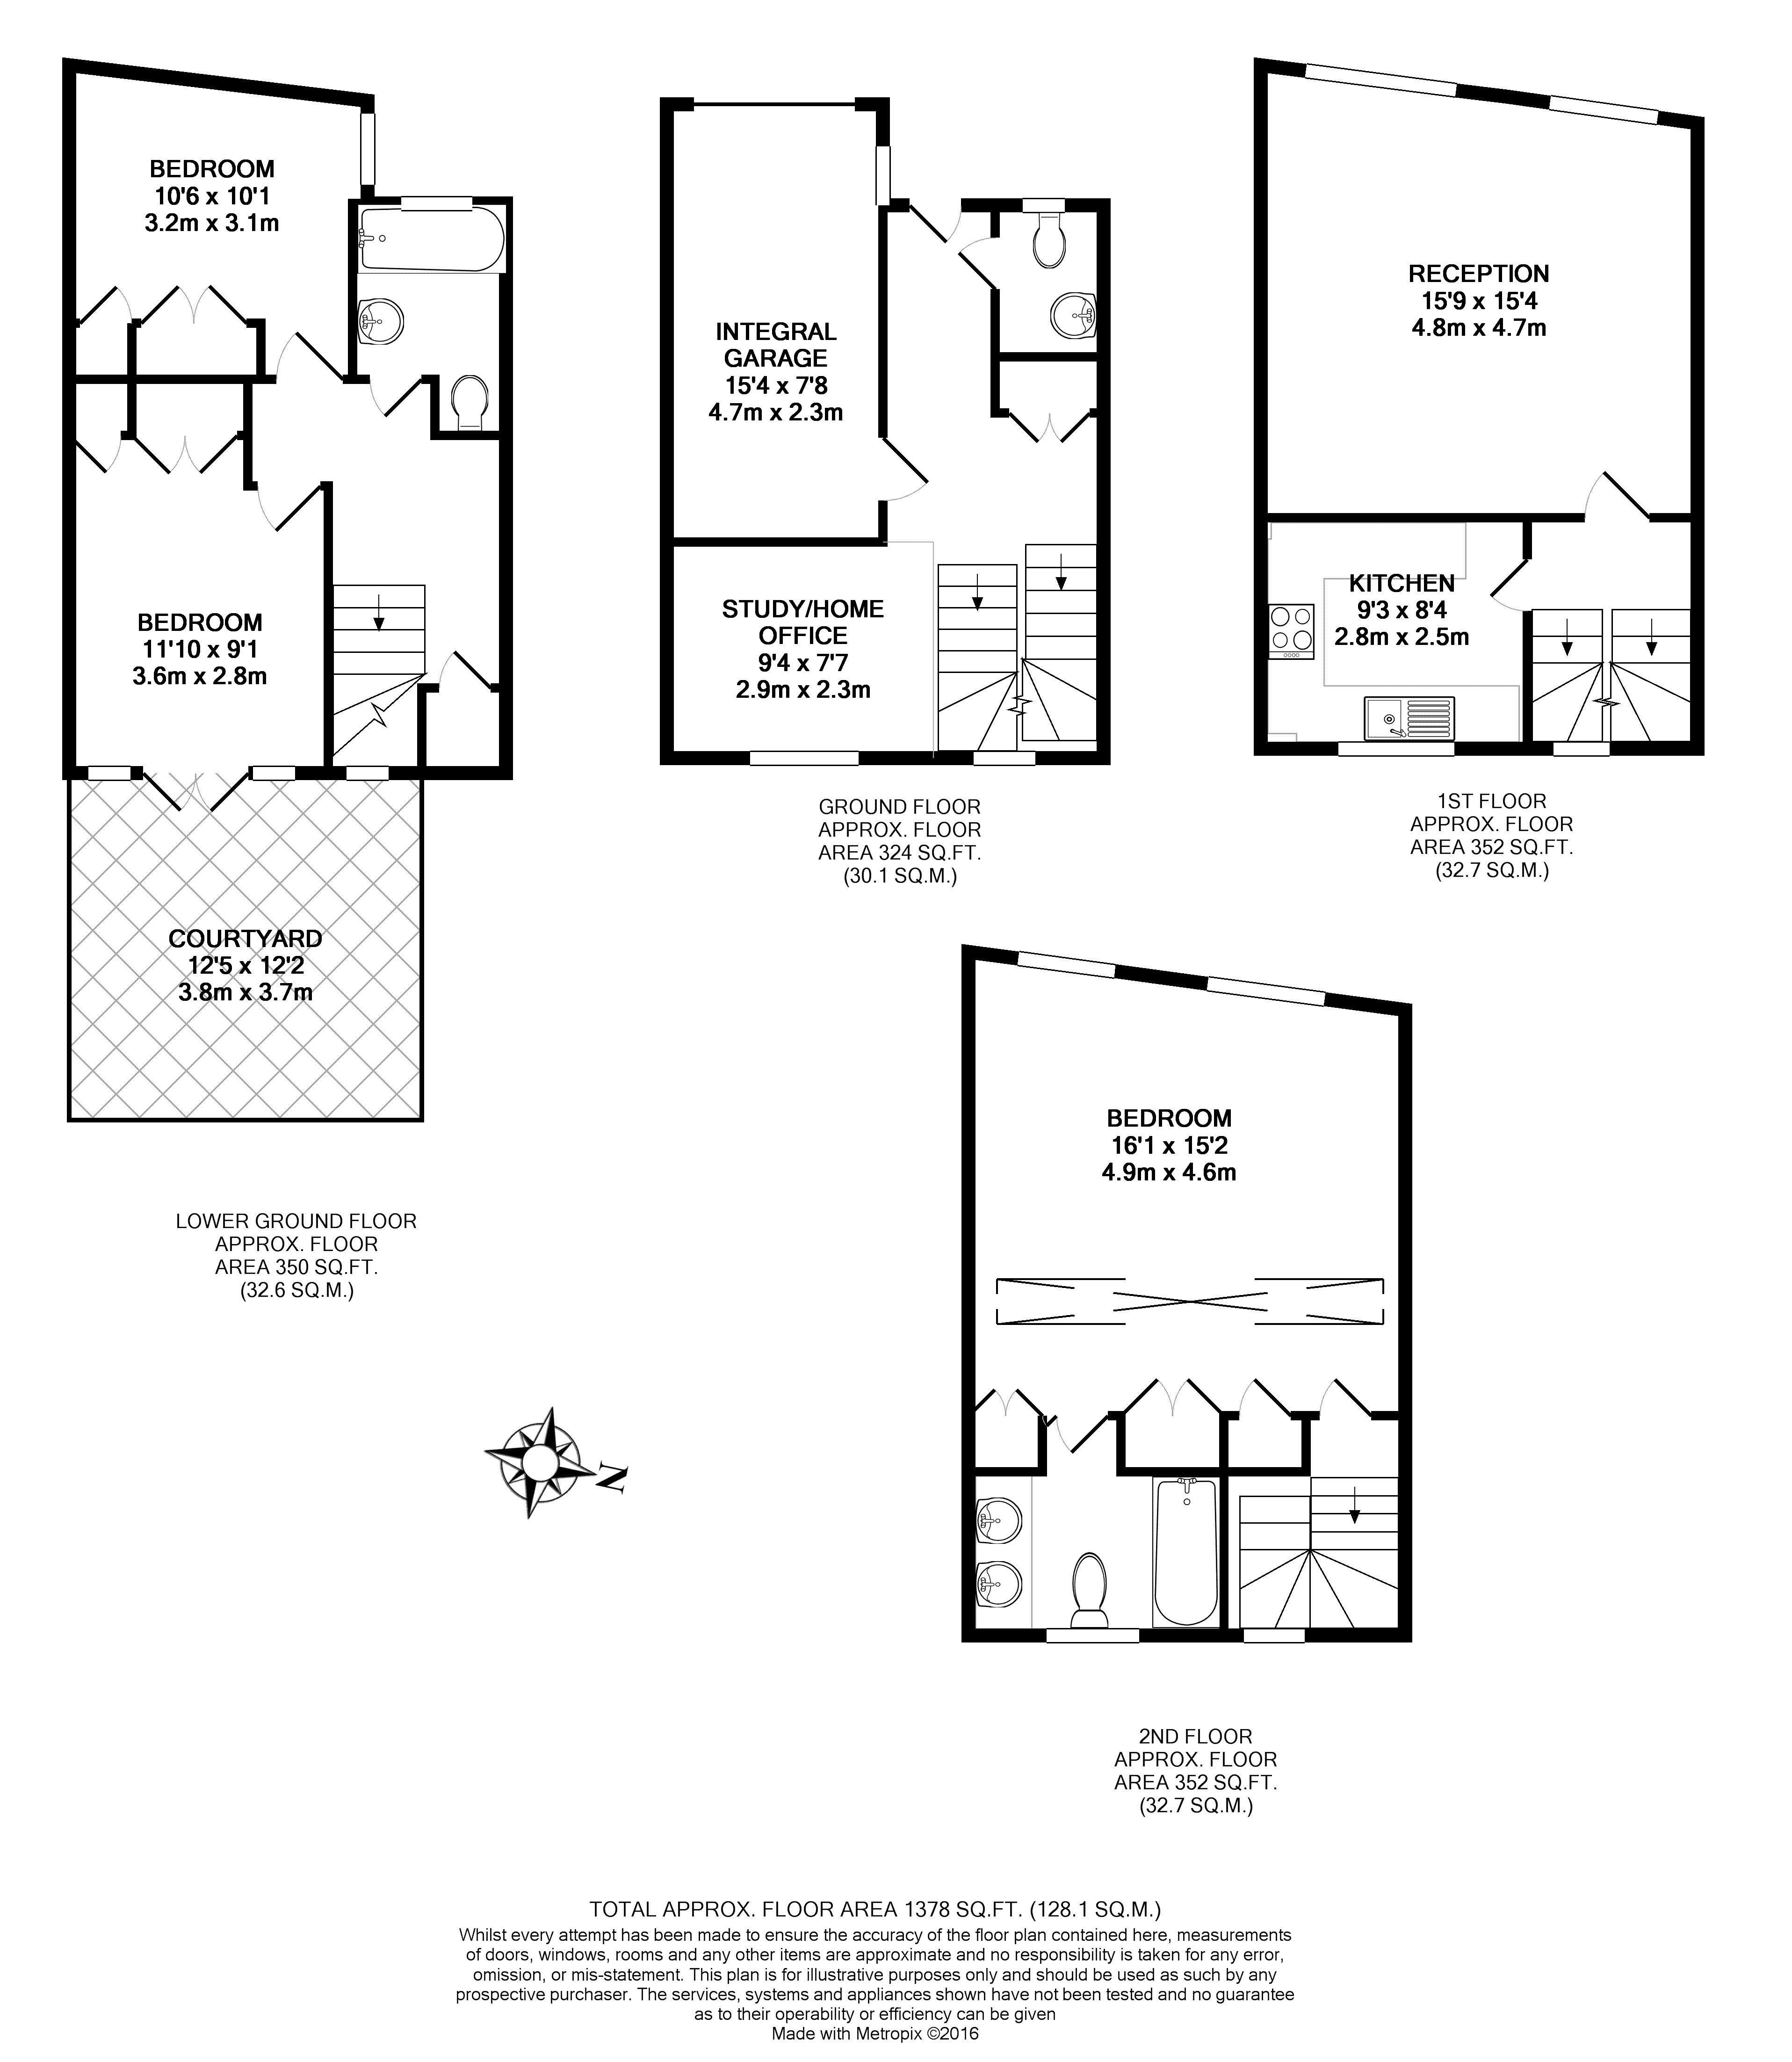 BEDROOM
10'6 x 10'1
3.2m x 3.1m
BEDROOM
11'10 x 9'1
3.6m x 2.8m
COURTYARD
12'5 x 12'2
3.8m x 3.7m
LOWER GROUND FLOOR
APPROX. FLOOR
AREA 350 SQ.FT.
(32.6 SQ.M.)
INTEGRAL
GARAGE
15'4 x 7'8
4.7m x 2.3m
STUDY/HOME
OFFICE
9'4 x 7'7
2.9m x 2.3m
GROUND FLOOR
APPROX. FLOOR
AREA 324 SQ.FT.
(30.1 SQ.M.)
RECEPTION
15'9 x 15'4
4.8m x 4.7m
KITCHEN
9'3 x 8'4
2.8m x 2.5m
1ST FLOOR
APPROX. FLOOR
AREA 352 SQ.FT.
(32.7 SQ.M.)
BEDROOM
16'1 x 15'2
4.9m x 4.6m
N
2ND FLOOR
APPROX. FLOOR
AREA 352 SQ.FT.
(32.7 SQ.M.)
TOTAL APPROX. FLOOR AREA 1378 SQ.FT. (128.1 SQ.M.)
Whilst every attempt has been made to ensure the accuracy of the floor plan contained here, measurements
of doors, windows, rooms and any other items are approximate and no responsibility is taken for any error,
omission, or mis-statement. This plan is for illustrative purposes only and should be used as such by any
prospective purchaser. The services, systems and appliances shown have not been tested and no guarantee
as to their operability or efficiency can be given
Made with Metropix ©2016